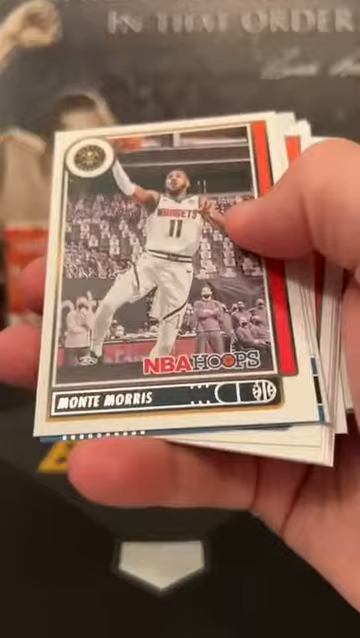 IN THAT ORDER
NUGGETS
11
NBA HOOPS
MONTE MORRIS